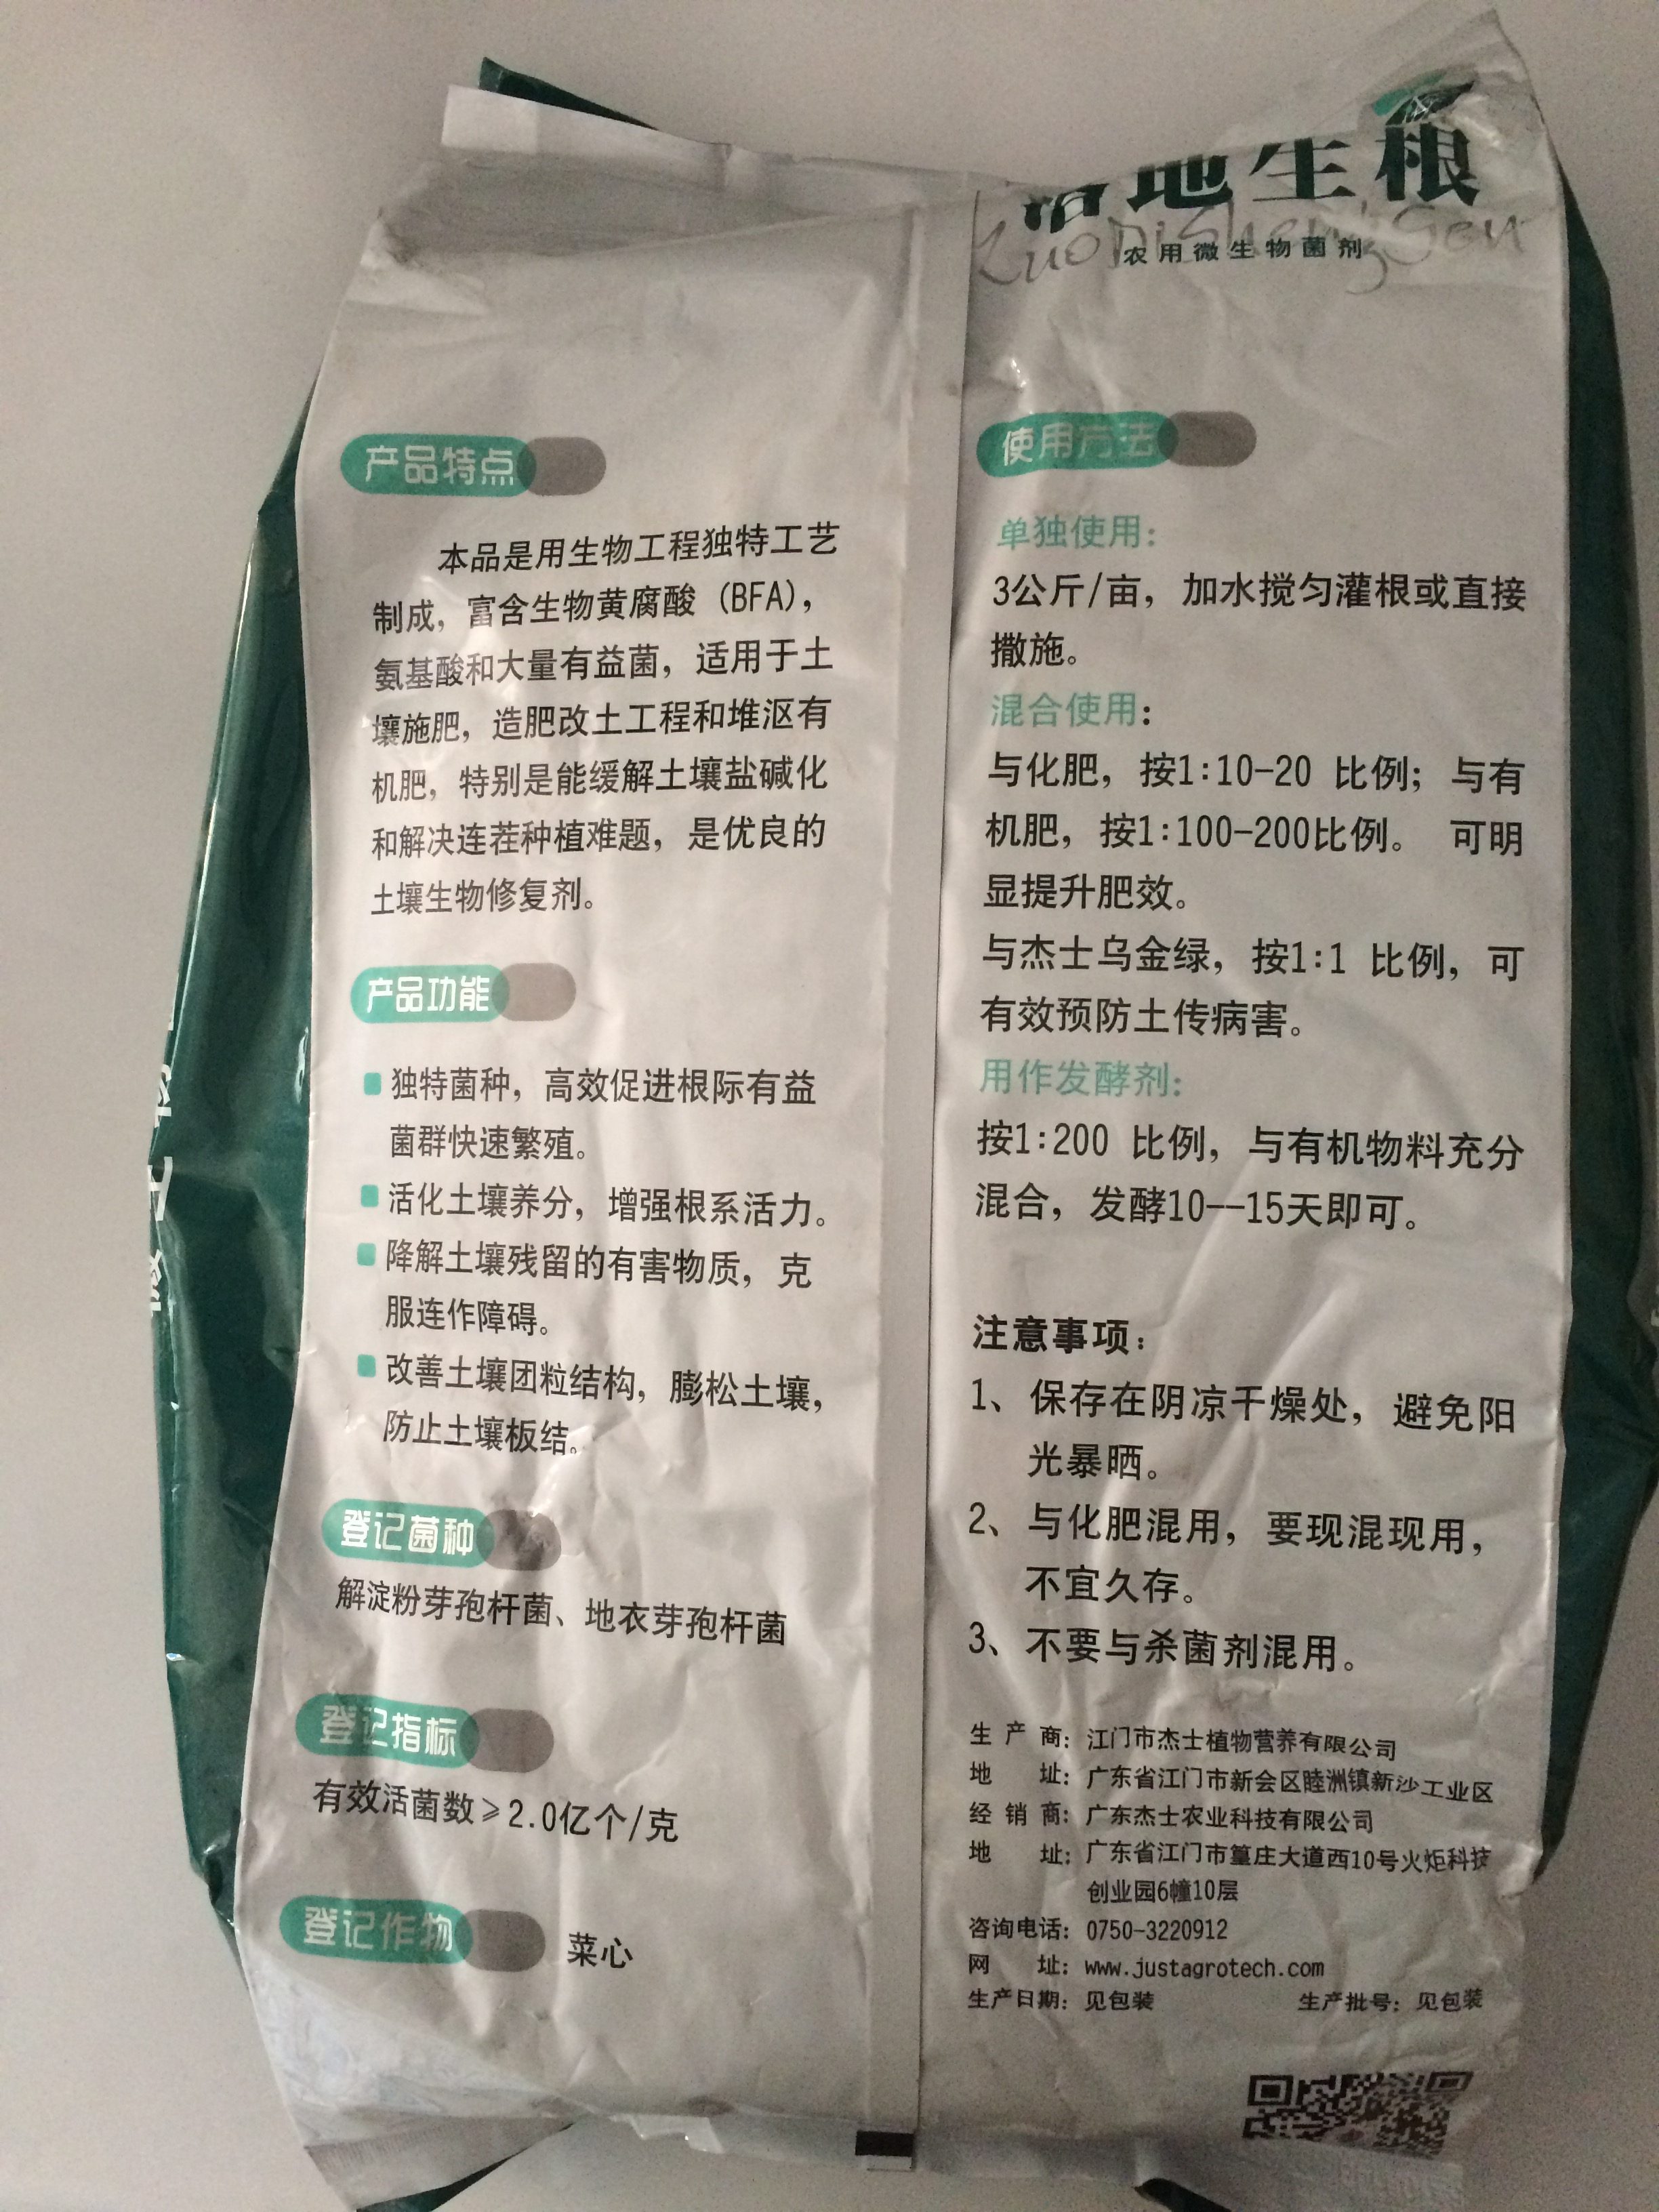 落地生根
LuoDiShengGen
农用微生物菌剂
产品特点
本品是用生物工程独特工艺
制成，富含生物黄腐酸（BFA），
氨基酸和大量有益菌，适用于土
壤施肥，造肥改土工程和堆沤有
机肥，特别是能缓解土壤盐碱化
和解决连茬种植难题，是优良的
土壤生物修复剂。
产品功能
独特菌种，高效促进根际有益
菌群快速繁殖。
活化土壤养分，增强根系活力。
降解土壤残留的有害物质，克
服连作障碍。
改善土壤团粒结构，膨松土壤，
防止土壤板结。
登记菌种
解淀粉芽孢杆菌、地衣芽孢杆菌
登记指标
有效活菌数≥2.0亿个/克
登记作物 菜心
使用方法
单独使用：
3公斤/亩，加水搅匀灌根或直接
撒施。
混合使用：
与化肥，按1:10-20 比例；与有
机肥，按1:100-200比例。 可明
显提升肥效。
与杰士乌金绿，按1:1 比例，可
有效预防土传病害。
用作发酵剂：
按1:200 比例，与有机物料充分
混合，发酵10--15天即可。
注意事项：
1、保存在阴凉干燥处，避免阳
光暴晒。
2、与化肥混用，要现混现用，
不宜久存。
3、不要与杀菌剂混用。
生产商：江门市杰士植物营养有限公司
地址：广东省江门市新会区睦洲镇新沙工业区
经销商：广东杰士农业科技有限公司
地址：广东省江门市篁庄大道西10号火炬科技
创业园6幢10层
咨询电话：0750-3220912
网址：www.justagrotech.com
生产日期：见包装 生产批号：见包装